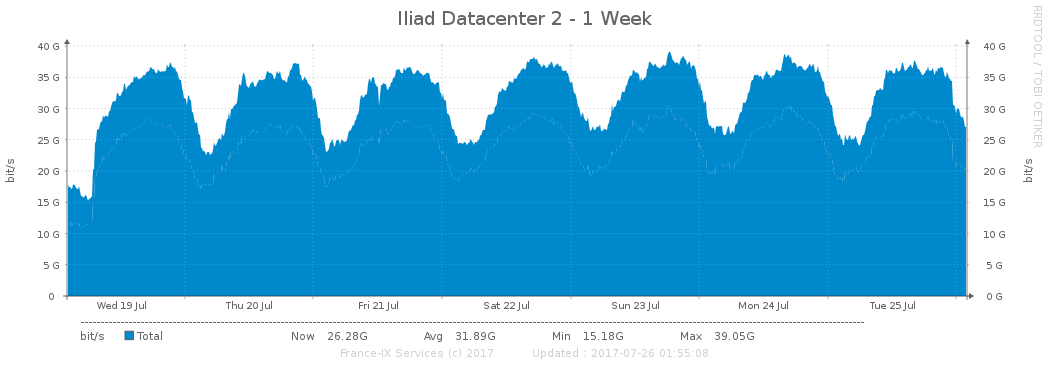 Iliad Datacenter 2 - 1 Week
RRDTOOL / TOBI OETIKER
40 G 40 G
35 G 35 G
30 G 30 G
25 G 25 G
20 G 20 G
15 G 15 G
10 G 10 G
5 G 5 G
0 0 G
bit/s bit/s
Wed 19 Jul Thu 20 Jul Fri 21 Jul Sat 22 Jul Sun 23 Jul Mon 24 Jul Tue 25 Jul
bit/s Total Now 26.28G Avg 31.89G Min 15.18G Max 39.05G
France-IX Services (c) 2017 Updated : 2017-07-26 01:55:08